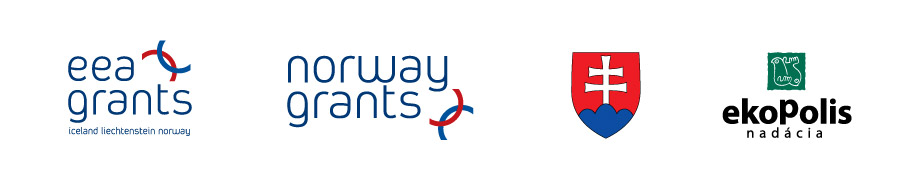 eea
grants
iceland liechtenstein norway
norway
grants
ekopolis
nadácia